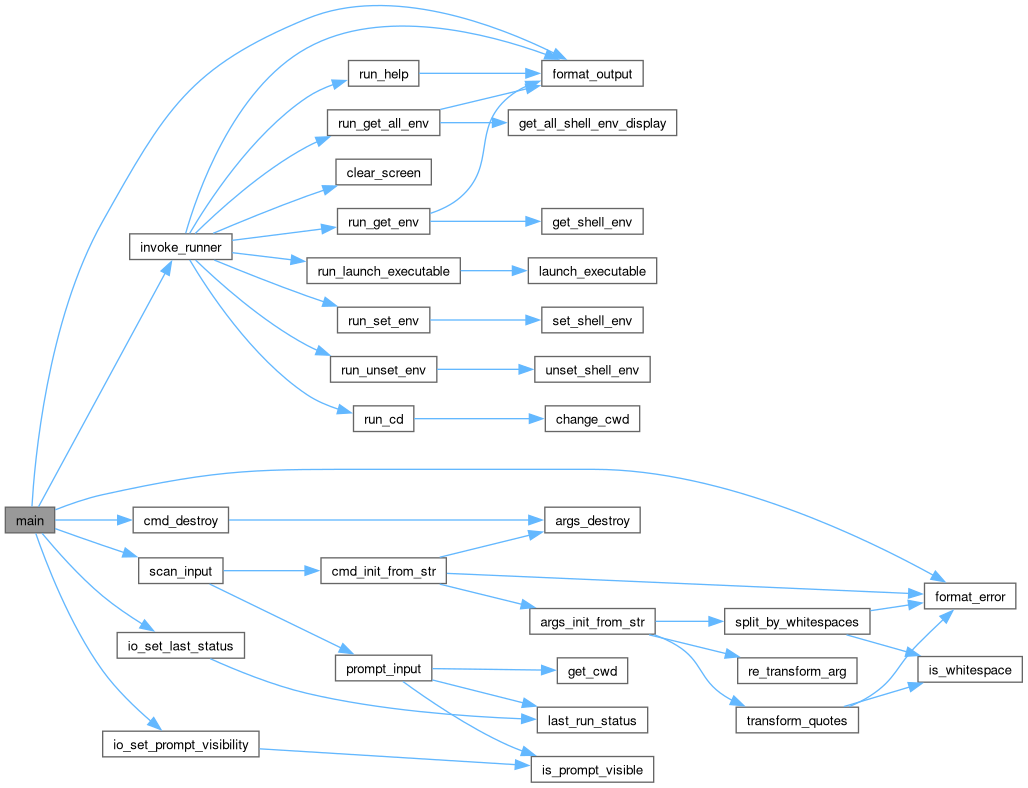 format_output
run_help
run_get_all_env
get_all_shell_env_display
clear_screen
run_get_env
get_shell_env
invoke_runner
run_launch_executable
launch_executable
run_set_env
set_shell_env
run_unset_env
unset_shell_env
run_cd
change_cwd
main
cmd_destroy
args_destroy
scan_input
cmd_init_from_str
format_error
args_init_from_str
split_by_whitespaces
io_set_last_status
prompt_input
get_cwd
re_transform_arg
is_whitespace
last_run_status
transform_quotes
io_set_prompt_visibility
is_prompt_visible